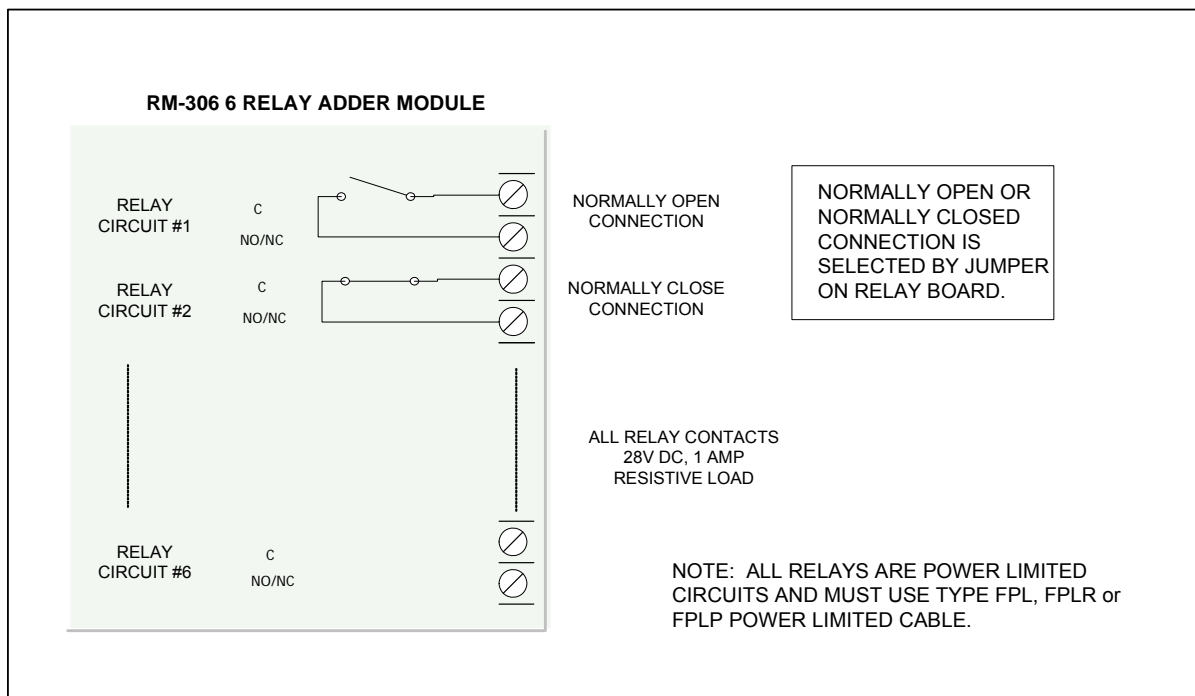 RM-306 6 RELAY ADDER MODULE
RELAY
CIRCUIT #1
C
NO/NC
NORMALLY OPEN
CONNECTION
RELAY
CIRCUIT #2
C
NO/NC
NORMALLY CLOSE
CONNECTION
NORMALLY OPEN OR
NORMALLY CLOSED
CONNECTION IS
SELECTED BY JUMPER
ON RELAY BOARD.
ALL RELAY CONTACTS
28V DC, 1 AMP
RESISTIVE LOAD
RELAY
CIRCUIT #6
C
NO/NC
NOTE: ALL RELAYS ARE POWER LIMITED
CIRCUITS AND MUST USE TYPE FPL, FPLR or
FPLP POWER LIMITED CABLE.